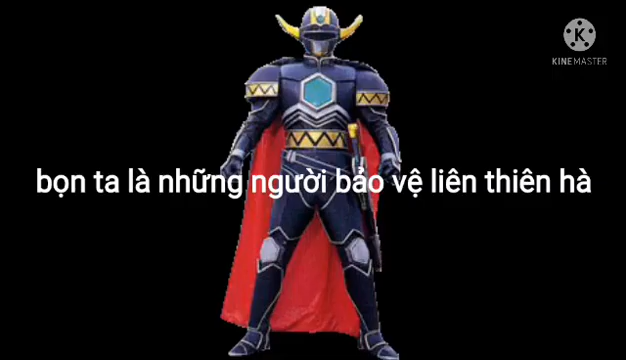 K
KINEMASTER
bọn ta là những người bảo vệ liên thiên hà